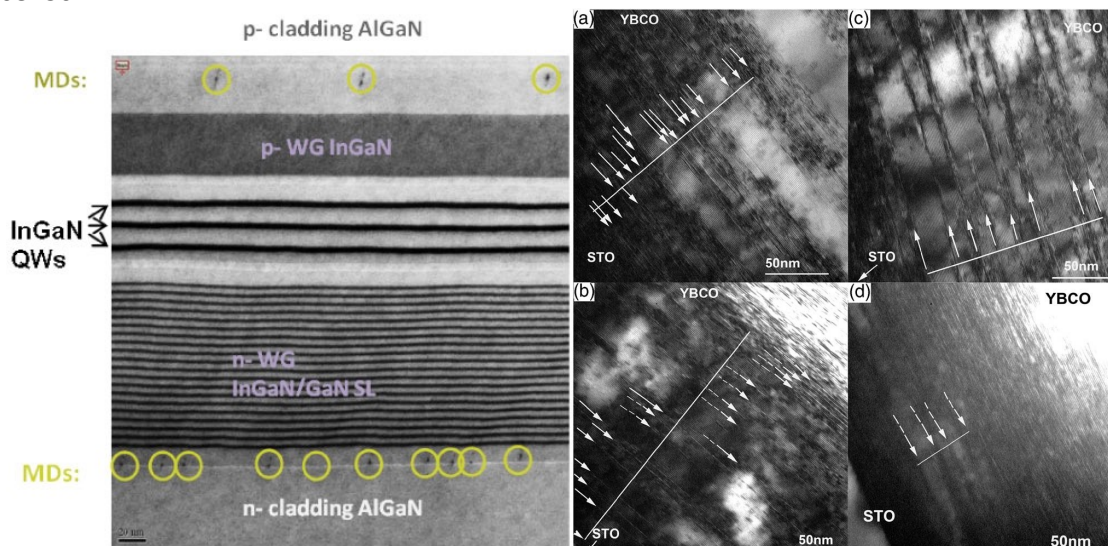 p- cladding AlGaN
MDs:
p- WG InGaN
InGaN
QWs
n- WG
InGaN/GaN SL
MDs:
n- cladding AlGaN
20 nm
(a)
YBCO
STO
50nm
(c)
STO
50nm
(b)
YBCO
STO
50nm
(d)
YBCO
STO
50nm